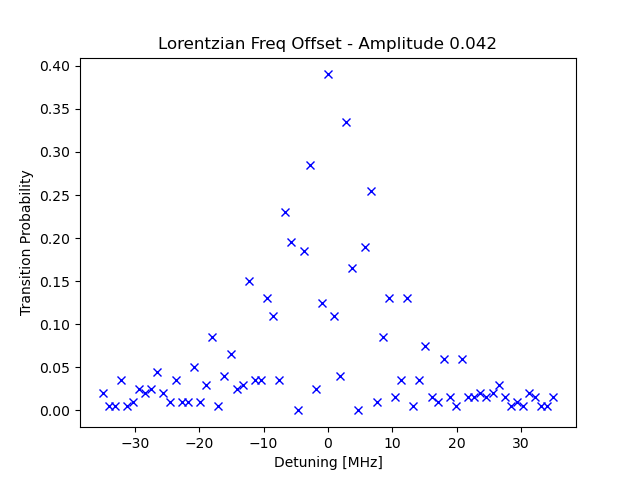 Lorentzian Freq Offset - Amplitude 0.042
Transition Probability
0.40
0.35
0.30
0.25
0.20
0.15
0.10
0.05
0.00
−30 −20 −10 0 10 20 30
Detuning [MHz]